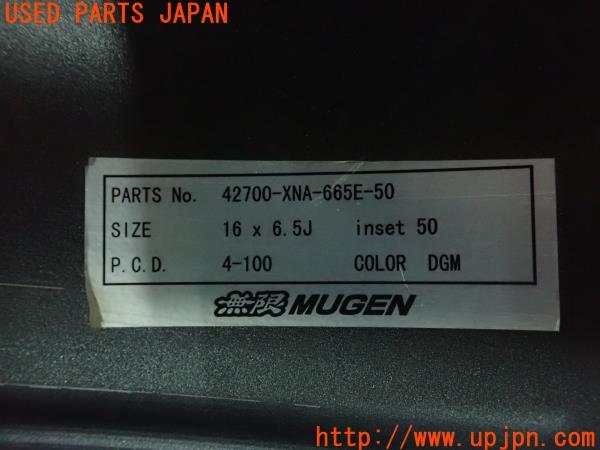 USED PARTS JAPAN
PARTS No. 42700-XNA-665E-50
SIZE 16 x 6.5J inset 50
P.C.D. 4-100 COLOR DGM
無限 MUGEN
http://www.upjpn.com